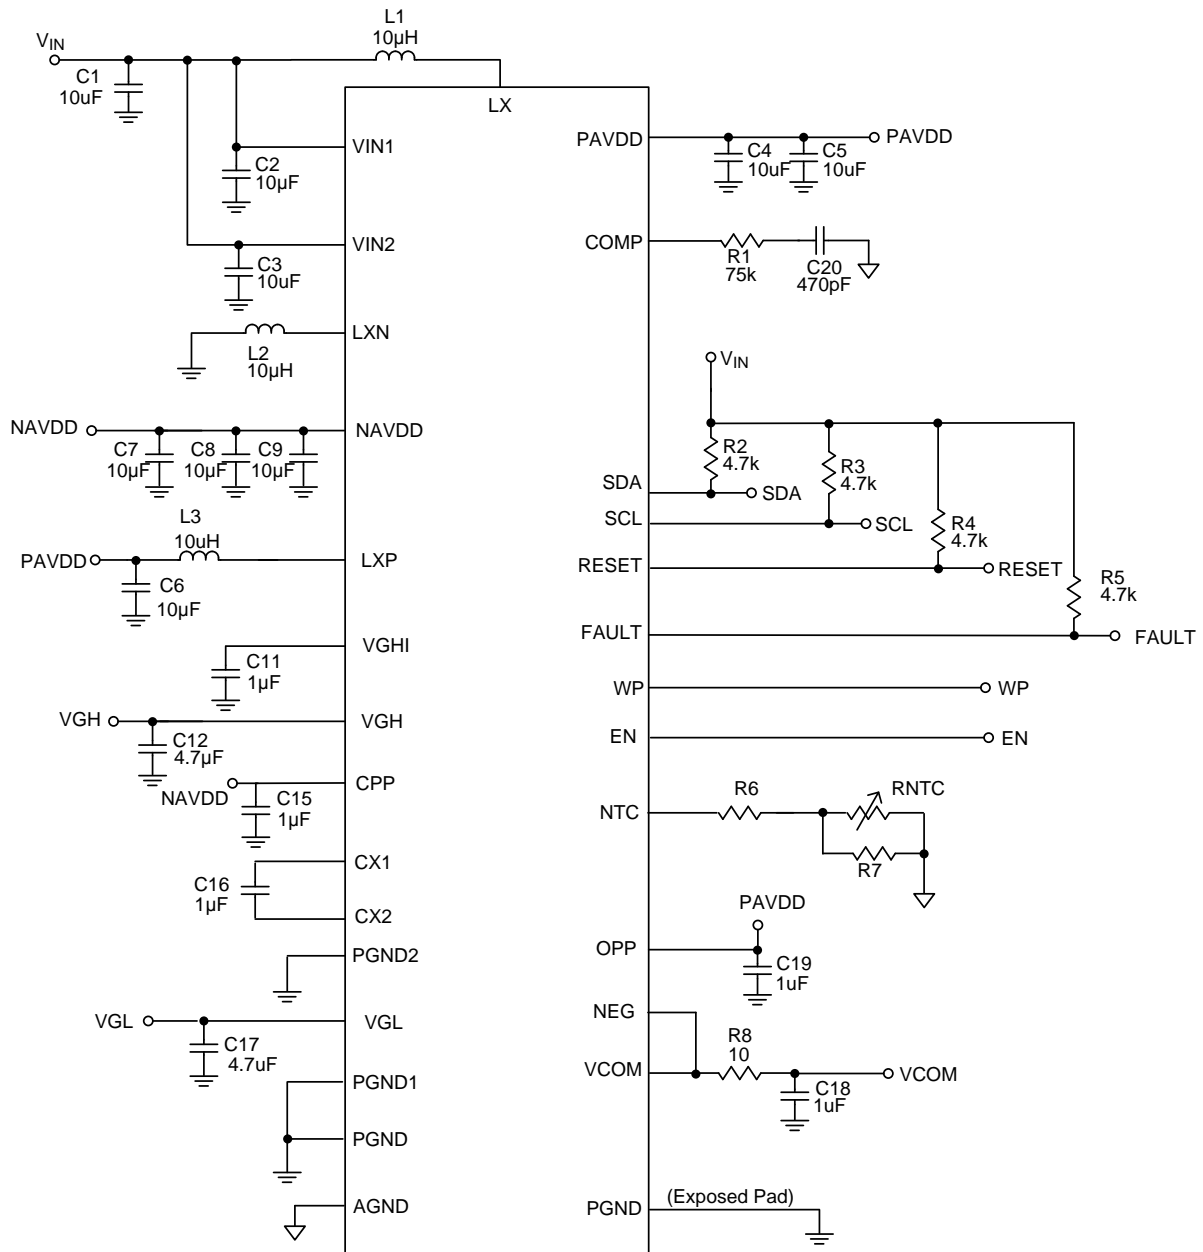 L1
10µH
VIN
C1
10uF
LX
VIN1
C2
10µF
VIN2
C3
10uF
LXN
L2
10µH
NAVDD
NAVDD
C7
10µF
C8
10µF
C9
10µF
L3
10uH
PAVDD
LXP
C6
10µF
VGHI
C11
1µF
VGH
VGH
C12
4.7µF
CPP
NAVDD
C15
1µF
CX1
C16
1µF
CX2
PGND2
VGL
VGL
C17
4.7uF
PGND1
PGND
AGND
PAVDD
PAVDD
C4
10uF
C5
10uF
COMP
R1
75k
C20
470pF
VIN
R2
4.7k
R3
4.7k
SDA
SDA
SCL
SCL
R4
4.7k
RESET
RESET
R5
4.7k
FAULT
FAULT
WP
WP
EN
EN
NTC
R6
RNTC
R7
PAVDD
OPP
C19
1uF
NEG
R8
10
VCOM
VCOM
C18
1uF
PGND
(Exposed Pad)